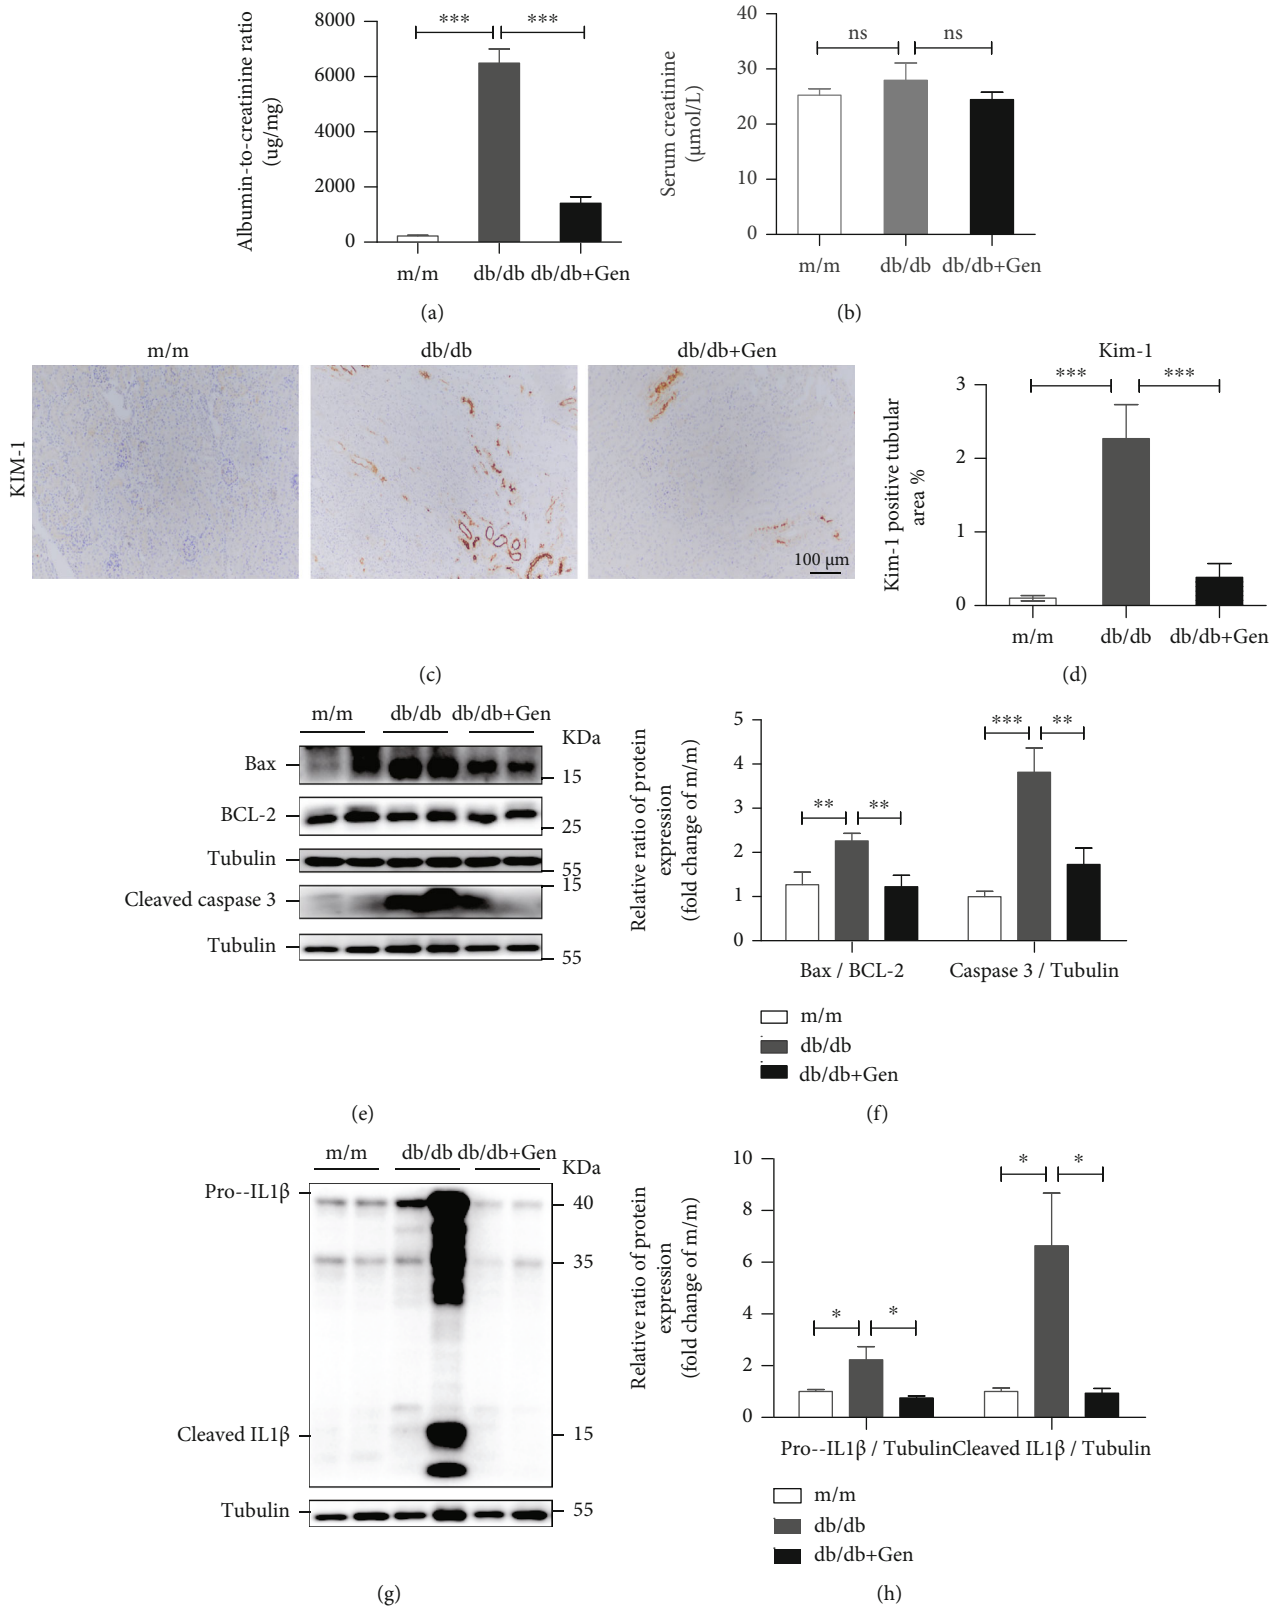 Albumin-to-creatinine ratio
(ug/mg)
8000
6000
4000
2000
0
***
***
m/m
db/db
db/db+Gen
(a)
Serum creatinine
(μmol/L)
40
30
20
10
0
ns
ns
m/m
db/db
db/db+Gen
(b)
m/m
db/db
db/db+Gen
KIM-1
100 μm
(c)
Kim-1
Kim-1 positive tubular
area %
3
2
1
0
***
***
m/m
db/db
db/db+Gen
(d)
m/m
db/db
db/db+Gen
KDa
Bax
15
BCL-2
25
Tubulin
55
15
Cleaved caspase 3
Tubulin
55
(e)
Relative ratio of protein
expression
(fold change of m/m)
5
4
3
2
1
0
**
**
***
**
Bax / BCL-2
Caspase 3 / Tubulin
m/m
db/db
db/db+Gen
(f)
m/m
db/db
db/db+Gen
KDa
Pro--IL1β
40
35
Cleaved IL1β
15
Tubulin
55
(g)
Relative ratio of protein
expression
(fold change of m/m)
10
8
6
4
2
0
*
*
*
*
Pro--IL1β / Tubulin
Cleaved IL1β / Tubulin
m/m
db/db
db/db+Gen
(h)